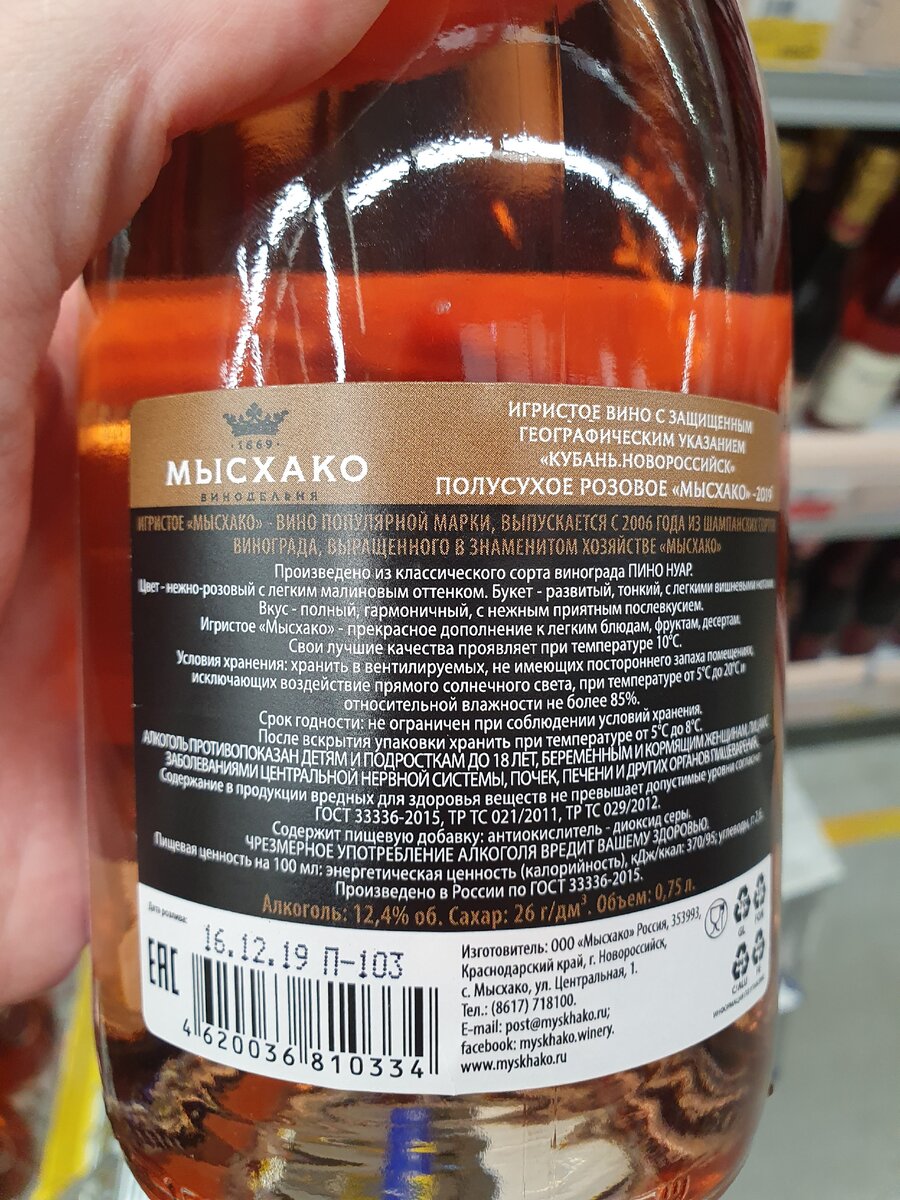 1869
МЫСХАКО
ВИНОДЕЛЬНЯ
ИГРИСТОЕ ВИНО С ЗАЩИЩЕННЫМ
ГЕОГРАФИЧЕСКИМ УКАЗАНИЕМ
«КУБАНЬ.НОВОРОССИЙСК»
ПОЛУСУХОЕ РОЗОВОЕ «МЫСХАКО» -2019
ИГРИСТОЕ «МЫСХАКО» - ВИНО ПОПУЛЯРНОЙ МАРКИ, ВЫПУСКАЕТСЯ С 2006 ГОДА ИЗ ШАМПАНСКИХ СОРТОВ
ВИНОГРАДА, ВЫРАЩЕННОГО В ЗНАМЕНИТОМ ХОЗЯЙСТВЕ «МЫСХАКО»
Произведено из классического сорта винограда ПИНО НУАР.
Цвет - нежно-розовый с легким малиновым оттенком. Букет - развитый, тонкий, с легкими вишневыми нотами.
Вкус - полный, гармоничный, с нежным приятным послевкусием.
Игристое «Мысхако» - прекрасное дополнение к легким блюдам, фруктам, десертам.
Свои лучшие качества проявляет при температуре 10°С.
Условия хранения: хранить в вентилируемых, не имеющих постороннего запаха помещениях,
исключающих воздействие прямого солнечного света, при температуре от 5°С до 20°С и
относительной влажности не более 85%.
Срок годности: не ограничен при соблюдении условий хранения.
После вскрытия упаковки хранить при температуре от 5°С до 8°С.
АЛКОГОЛЬ ПРОТИВОПОКАЗАН ДЕТЯМ И ПОДРОСТКАМ ДО 18 ЛЕТ, БЕРЕМЕННЫМ И КОРМЯЩИМ ЖЕНЩИНАМ, ЛИЦАМ С
ЗАБОЛЕВАНИЯМИ ЦЕНТРАЛЬНОЙ НЕРВНОЙ СИСТЕМЫ, ПОЧЕК, ПЕЧЕНИ И ДРУГИХ ОРГАНОВ ПИЩЕВАРЕНИЯ.
Содержание в продукции вредных для здоровья веществ не превышает допустимые уровни согласно
ГОСТ 33336-2015, ТР ТС 021/2011, ТР ТС 029/2012.
Содержит пищевую добавку: антиокислитель - диоксид серы.
ЧРЕЗМЕРНОЕ УПОТРЕБЛЕНИЕ АЛКОГОЛЯ ВРЕДИТ ВАШЕМУ ЗДОРОВЬЮ.
Пищевая ценность на 100 мл: энергетическая ценность (калорийность), кДж/ккал: 370/95; углеводы, г: 2,6.
Произведено в России по ГОСТ 33336-2015.
Алкоголь: 12,4% об. Сахар: 26 г/дм³. Объем: 0,75 л.
Дата розлива:
16.12.19 П-103
EAC
4 620036 810334
Изготовитель: ООО «Мысхако» Россия, 353993,
Краснодарский край, г. Новороссийск,
с. Мысхако, ул. Центральная, 1.
Тел.: (8617) 718100.
E-mail: post@myskhako.ru;
facebook: myskhako.winery.
www.myskhako.ru
GL
C/ALU